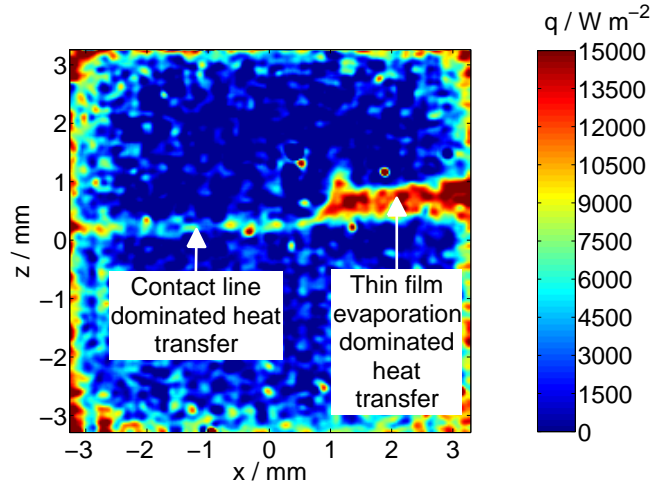 q / W m−2
15000
13500
12000
10500
9000
7500
6000
4500
3000
1500
0
3
2
1
0
−1
−2
−3
z / mm
Contact line
dominated heat
transfer
Thin film
evaporation
dominated
heat
transfer
−3 −2 −1 0 1 2 3
x / mm